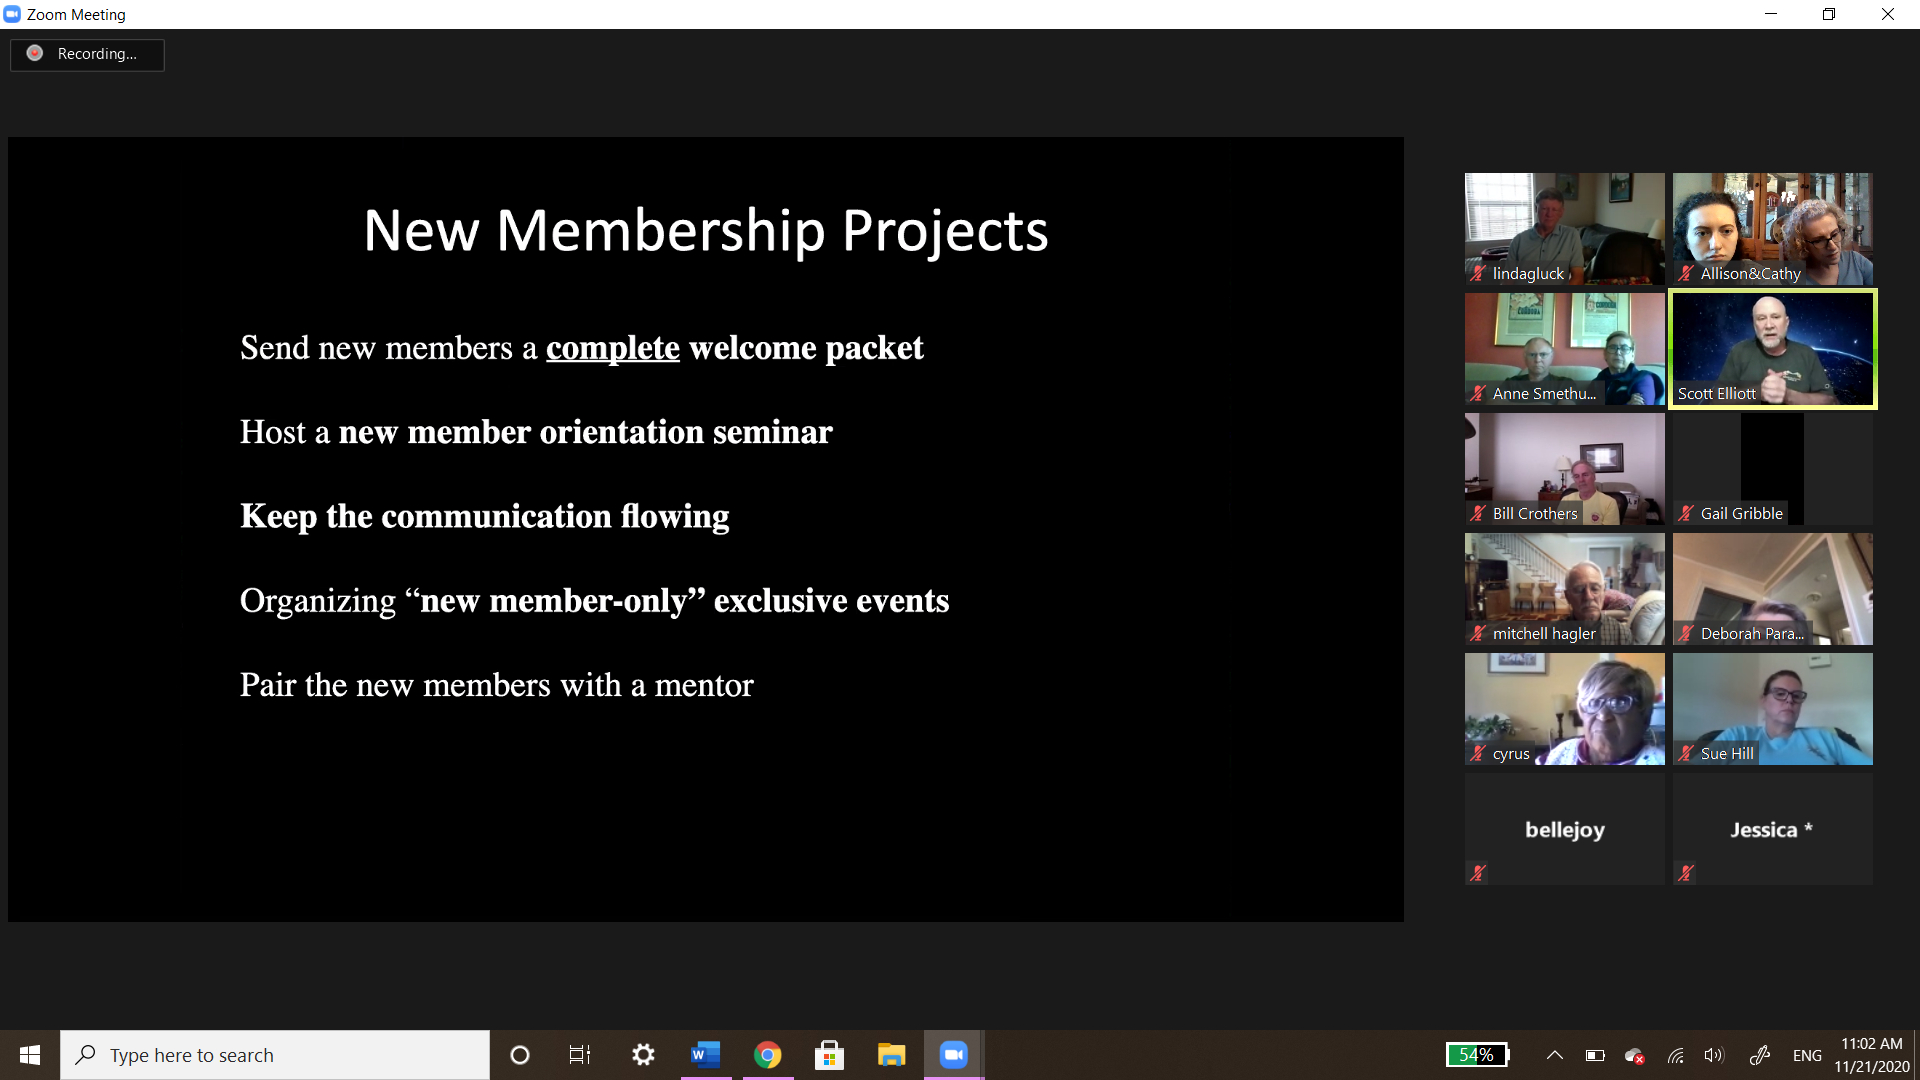 Zoom Meeting
Recording...
New Membership Projects
Send new members a complete welcome packet
Host a new member orientation seminar
Keep the communication flowing
Organizing “new member-only” exclusive events
Pair the new members with a mentor
lindagluck
Allison&Cathy
Anne Smethu...
Scott Elliott
Bill Crothers
Gail Gribble
mitchell hagler
Deborah Para...
cyrus
Sue Hill
bellejoy
Jessica *
Type here to search
54%
ENG
11:02 AM
11/21/2020